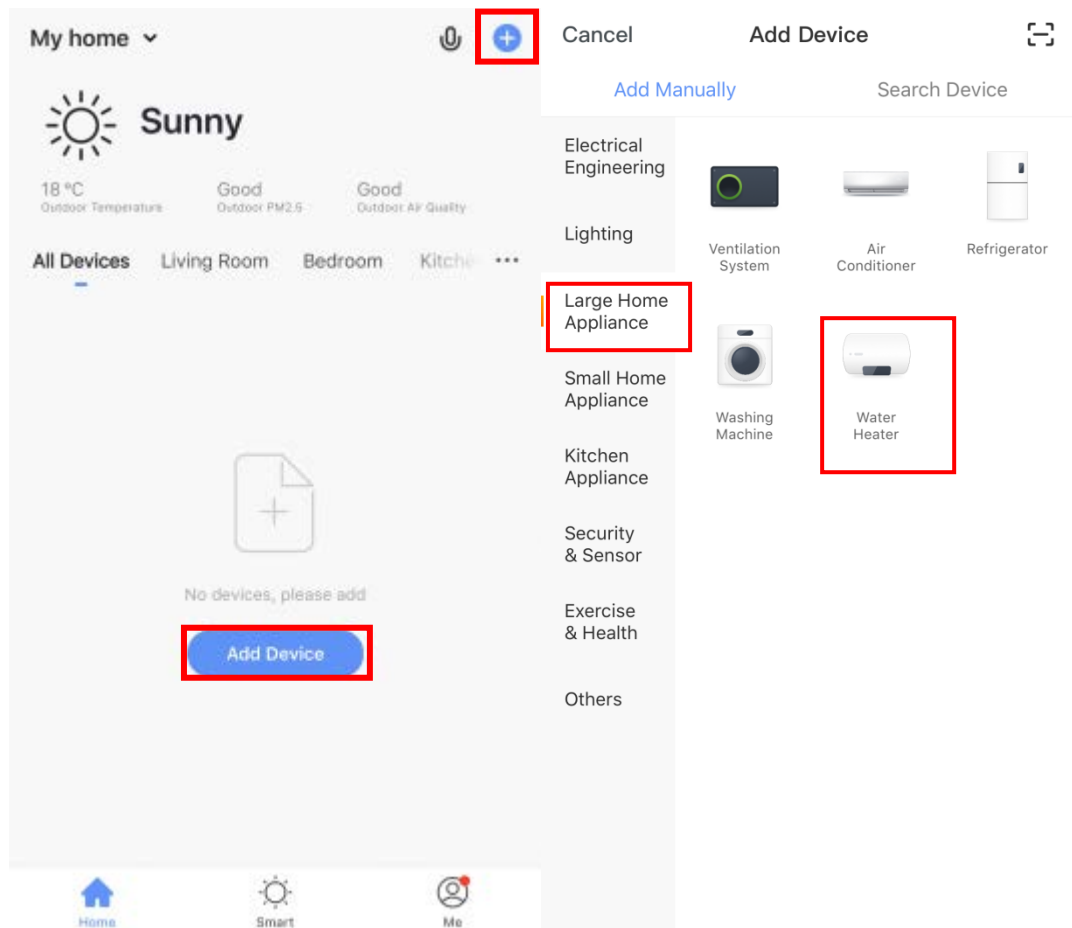 My home
Sunny
18 °C
Good
Good
Outdoor Temperature
Outdoor PM2.5
Outdoor Air Quality
All Devices
Living Room
Bedroom
Kitche
No devices, please add
Add Device
Home
Smart
Me
Cancel
Add Device
Add Manually
Search Device
Electrical
Engineering
Lighting
Large Home
Appliance
Small Home
Appliance
Kitchen
Appliance
Security
& Sensor
Exercise
& Health
Others
Ventilation
System
Air
Conditioner
Refrigerator
Washing
Machine
Water
Heater